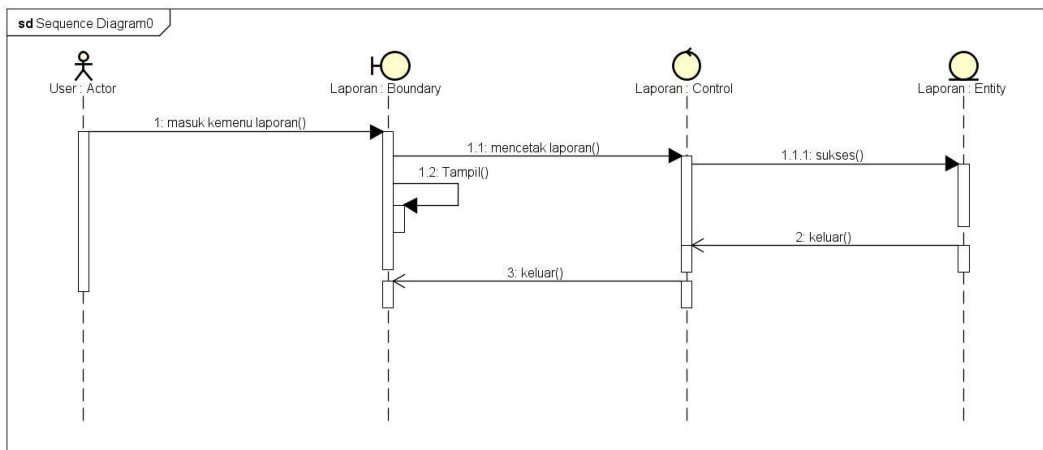 sd Sequence Diagram0
User : Actor
Laporan : Boundary
Laporan : Control
Laporan : Entity
1: masuk kemenu laporan()
1.1: mencetak laporan()
1.1.1: sukses()
1.2: Tampil()
2: keluar()
3: keluar()